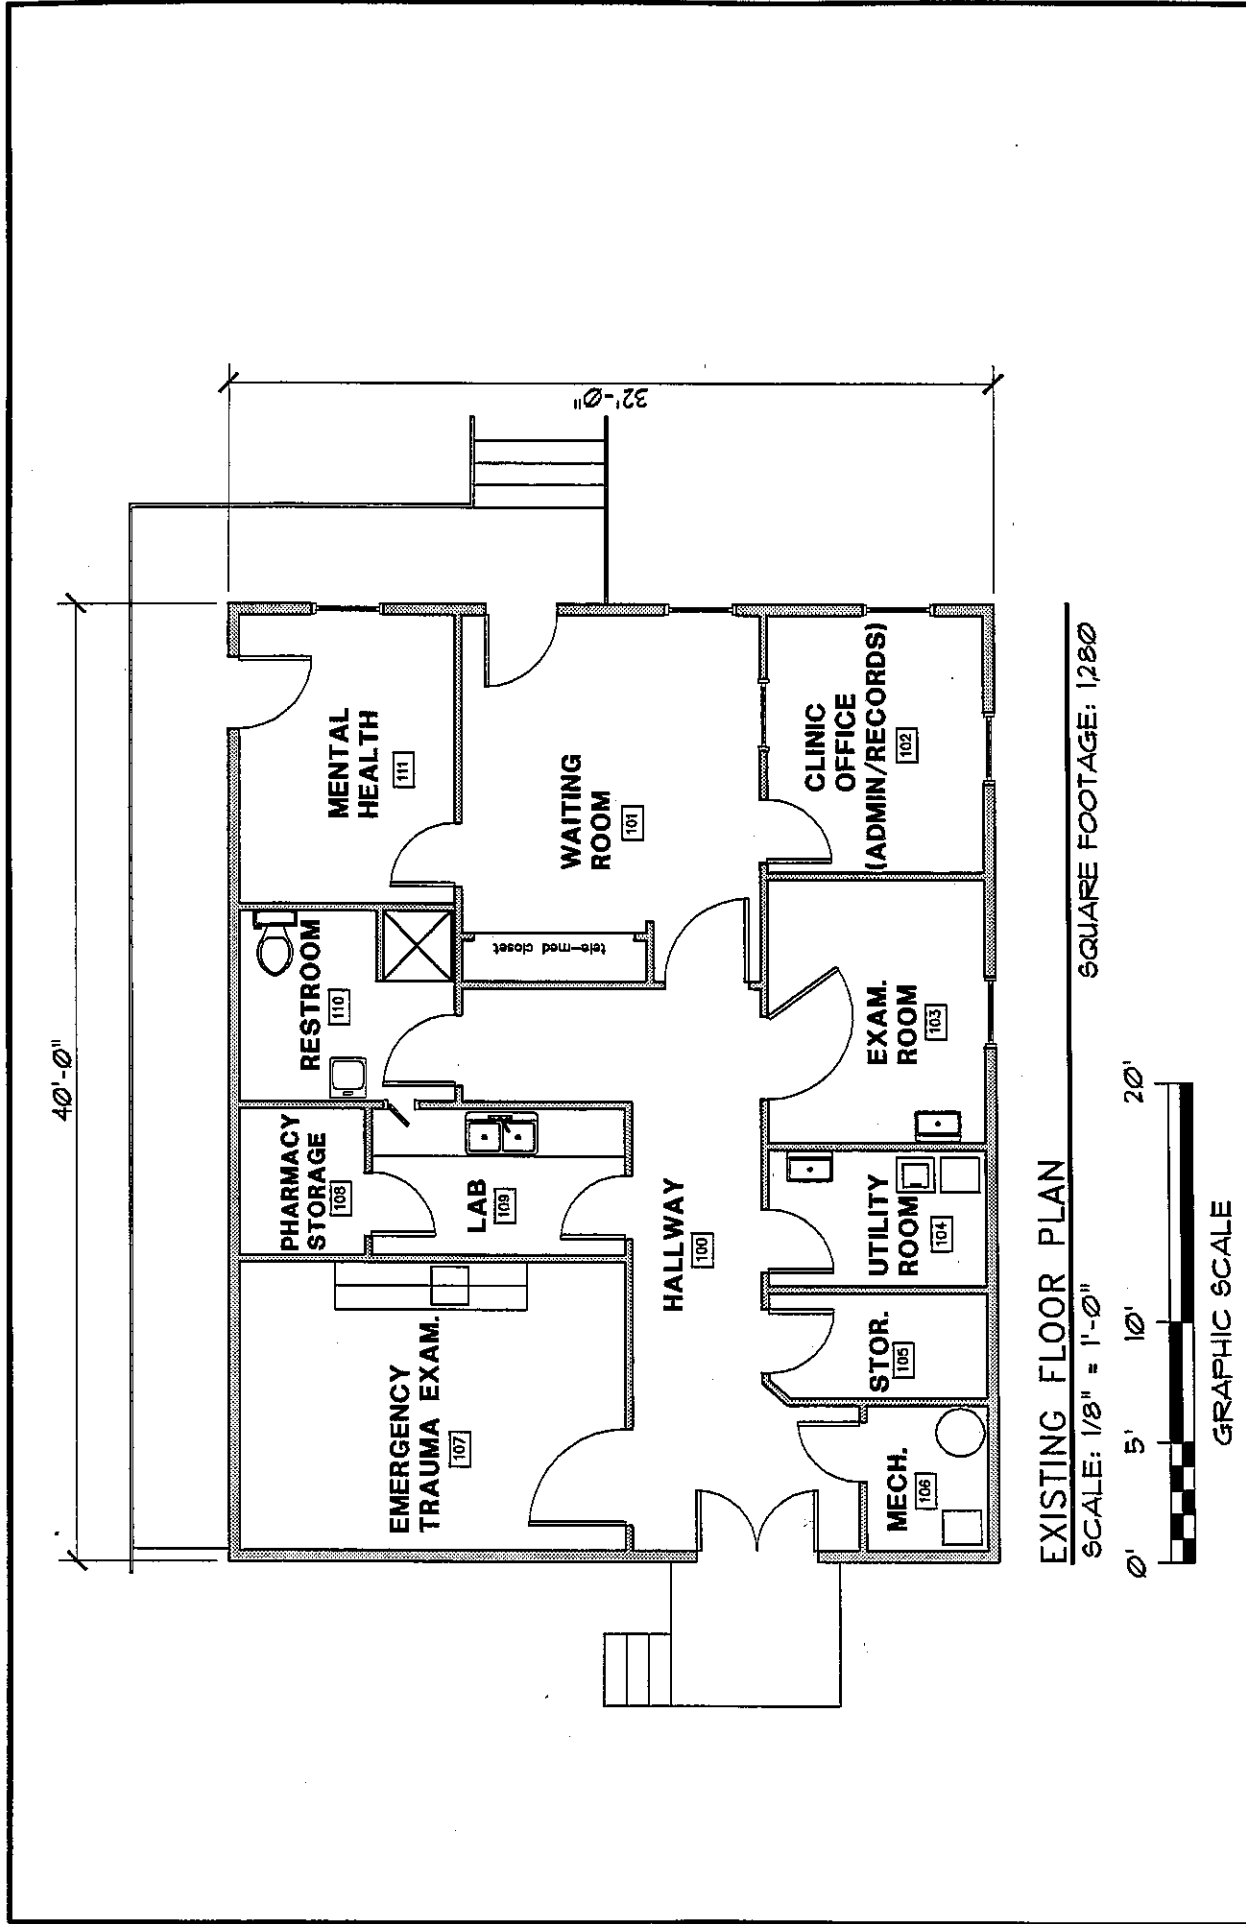 40'-0"
32'-0"
EMERGENCY
TRAUMA EXAM.
107
PHARMACY
STORAGE
108
LAB
109
RESTROOM
110
MENTAL
HEALTH
111
tele-med closet
WAITING
ROOM
101
HALLWAY
100
MECH.
106
STOR.
105
UTILITY
ROOM
104
EXAM.
ROOM
103
CLINIC
OFFICE
(ADMIN/RECORDS)
102
EXISTING FLOOR PLAN
SCALE: 1/8" = 1'-0"
SQUARE FOOTAGE: 1,280
0' 5' 10' 20'
GRAPHIC SCALE